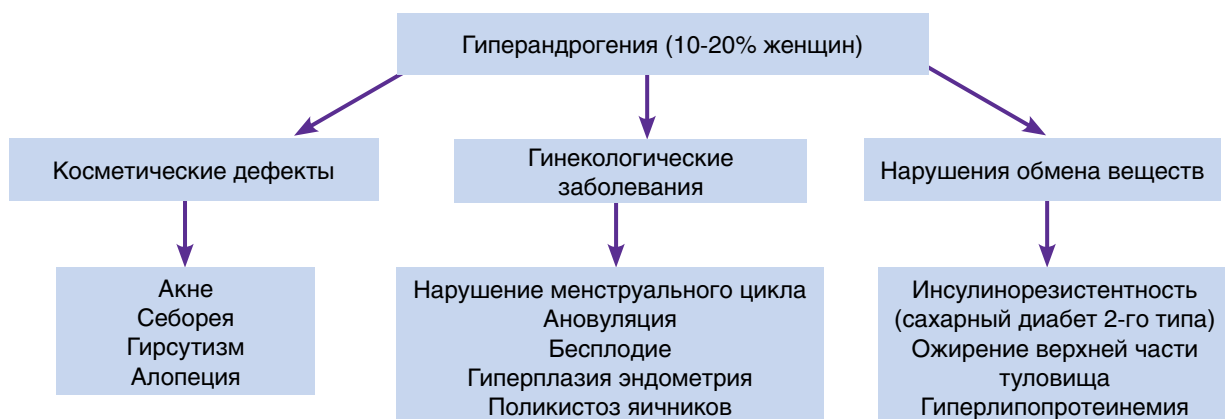 Гиперандрогения (10-20% женщин)
Косметические дефекты
Гинекологические
заболевания
Нарушения обмена веществ
Акне
Себорея
Гирсутизм
Алопеция
Нарушение менструального цикла
Ановуляция
Бесплодие
Гиперплазия эндометрия
Поликистоз яичников
Инсулинорезистентность
(сахарный диабет 2-го типа)
Ожирение верхней части
туловища
Гиперлипопротеинемия